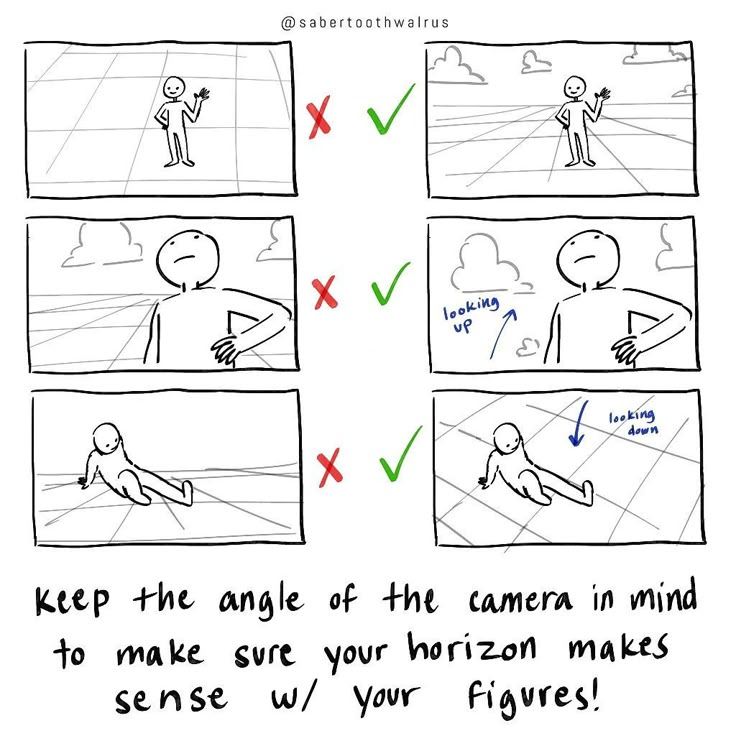 @sabertoothwalrus
looking
up
looking
down
Keep the angle of the camera in mind
to make sure your horizon makes
sense w/ your figures!